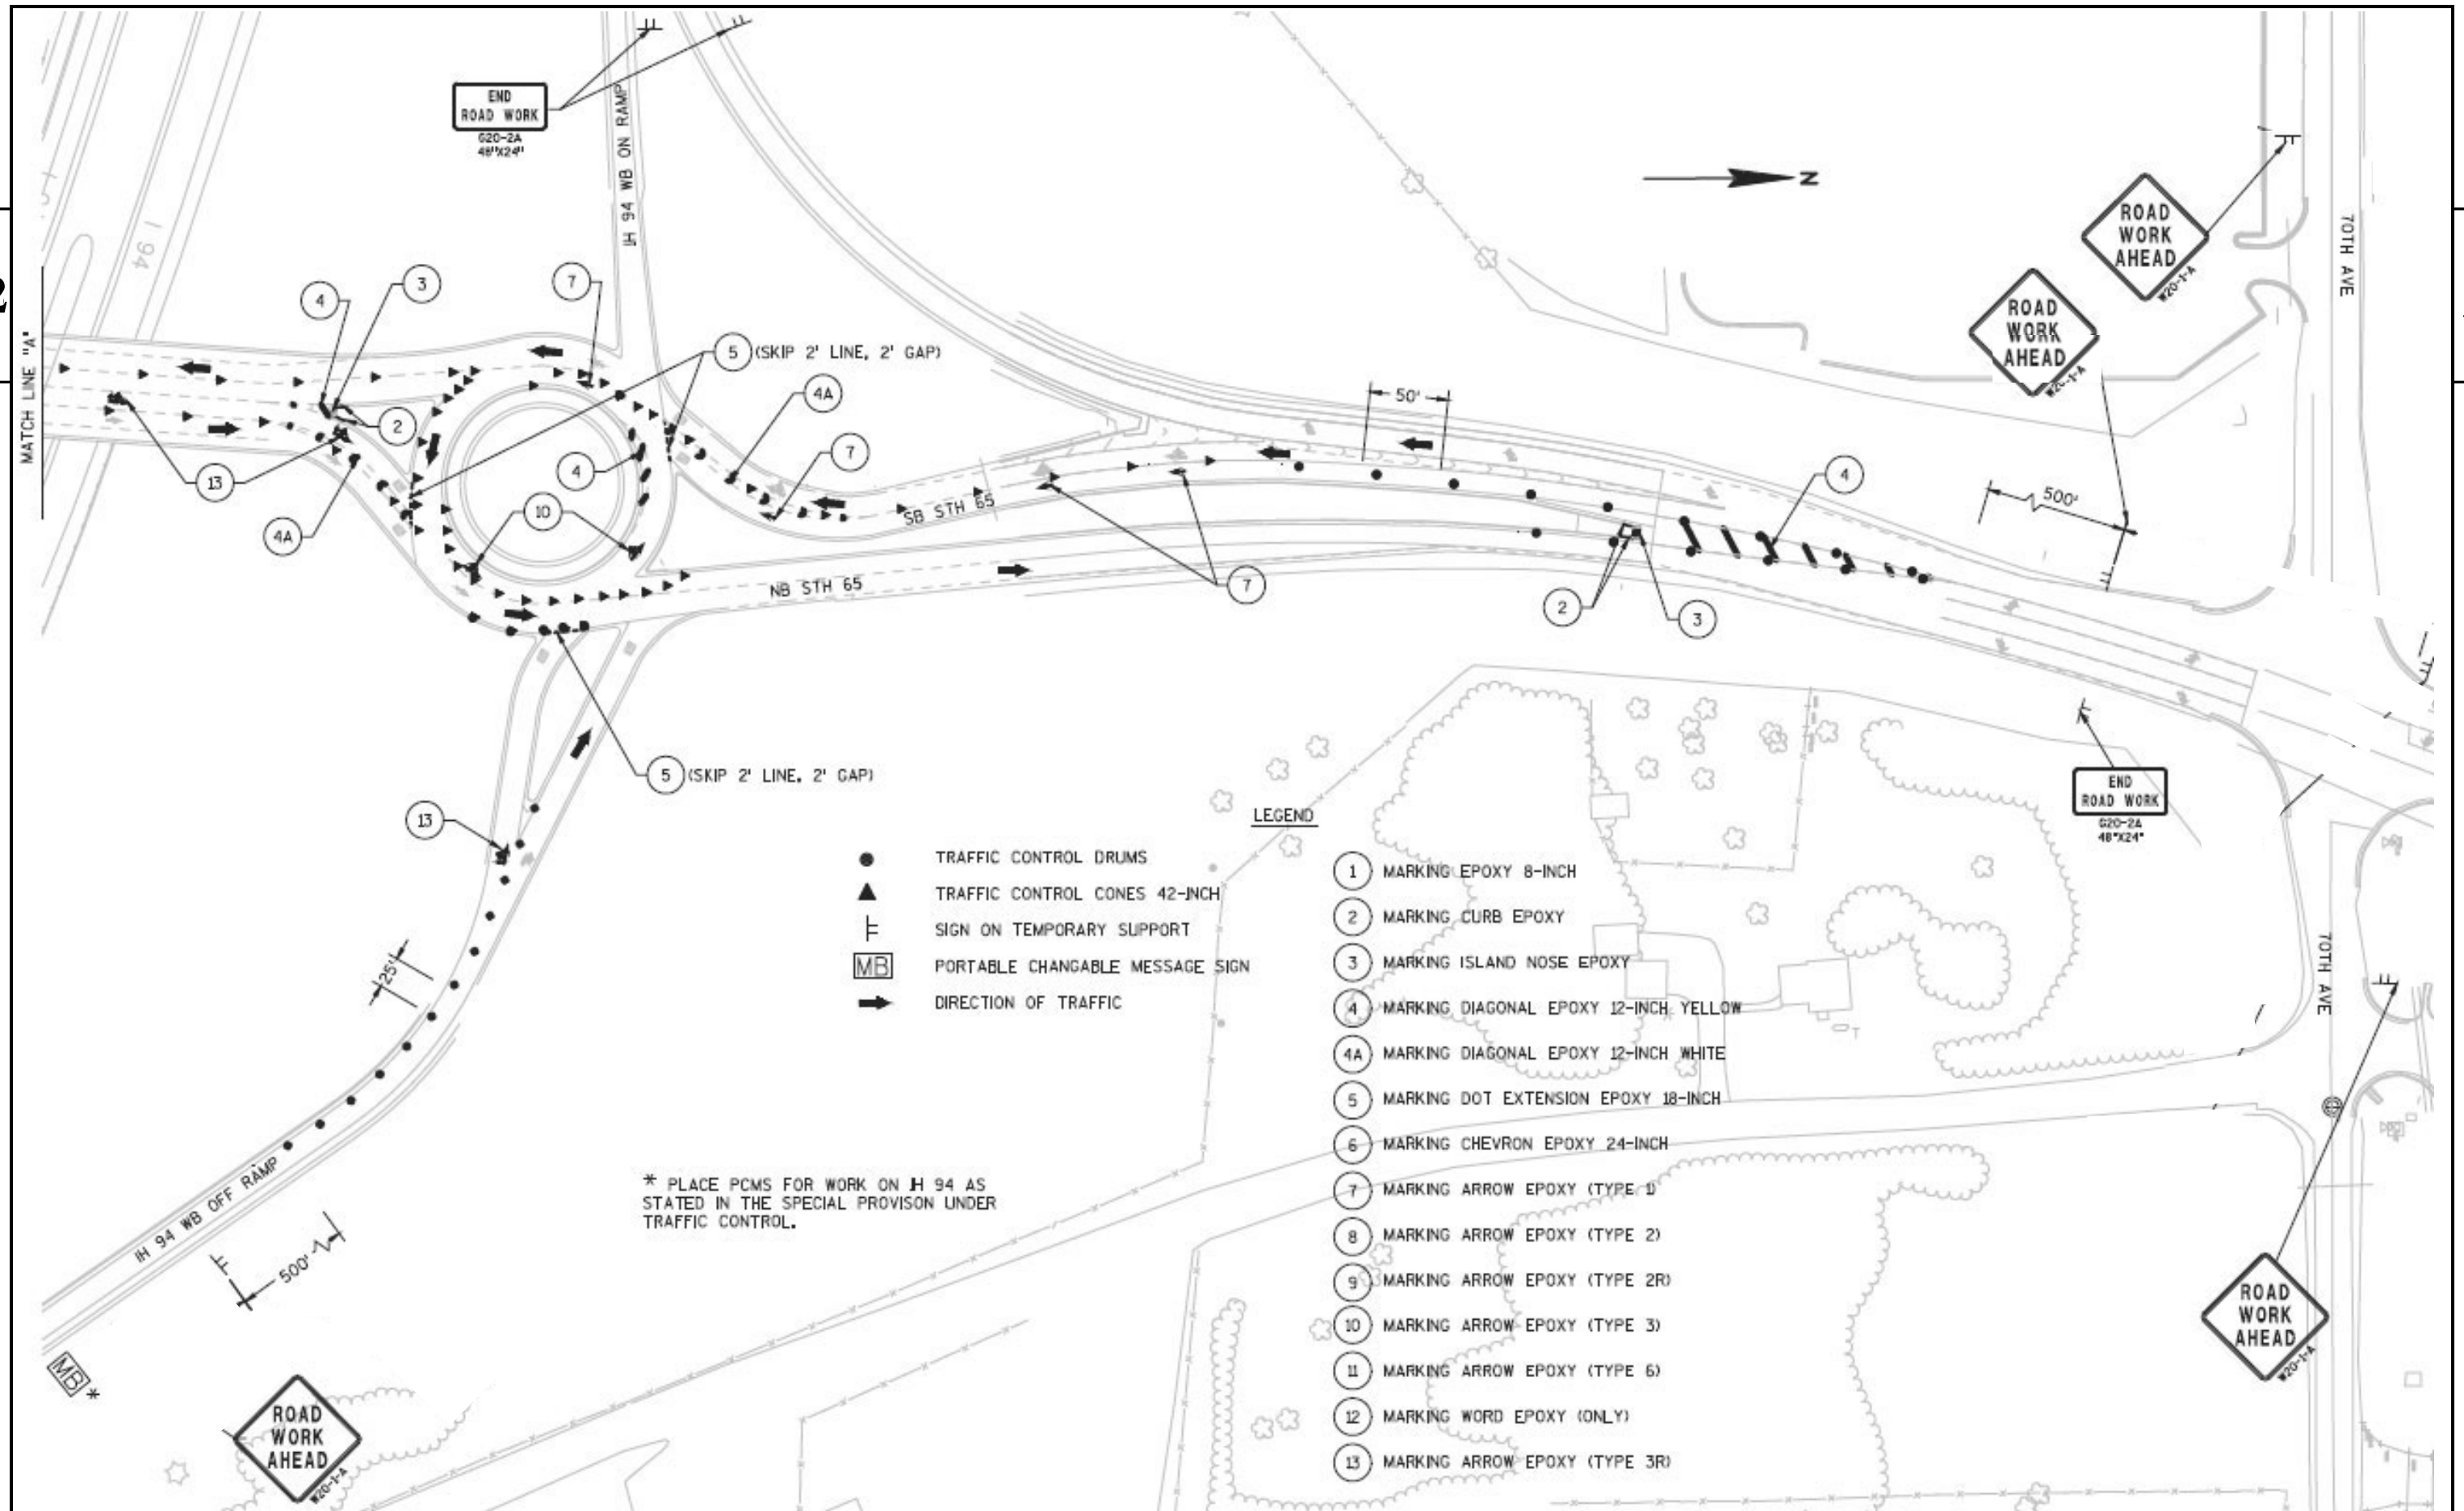 END
ROAD WORK
G20-2A
48"X24"
IH 94 WB ON RAMP
I 94
N
ROAD
WORK
AHEAD
W20-1-A
ROAD
WORK
AHEAD
W20-1-A
70TH AVE
2
MATCH LINE "A"
4
3
7
5 (SKIP 2' LINE, 2' GAP)
4A
2
13
4
7
10
4A
50'
SB STH 65
NB STH 65
7
4
500'
2
3
5 (SKIP 2' LINE, 2' GAP)
13
25'
IH 94 WB OFF RAMP
500'
MB *
ROAD
WORK
AHEAD
W20-1-A
END
ROAD WORK
G20-2A
48"X24"
70TH AVE
ROAD
WORK
AHEAD
W20-1-A
LEGEND
TRAFFIC CONTROL DRUMS
TRAFFIC CONTROL CONES 42-INCH
SIGN ON TEMPORARY SUPPORT
MB PORTABLE CHANGABLE MESSAGE SIGN
DIRECTION OF TRAFFIC
1 MARKING EPOXY 8-INCH
2 MARKING CURB EPOXY
3 MARKING ISLAND NOSE EPOXY
4 MARKING DIAGONAL EPOXY 12-INCH YELLOW
4A MARKING DIAGONAL EPOXY 12-INCH WHITE
5 MARKING DOT EXTENSION EPOXY 18-INCH
6 MARKING CHEVRON EPOXY 24-INCH
7 MARKING ARROW EPOXY (TYPE 1)
8 MARKING ARROW EPOXY (TYPE 2)
9 MARKING ARROW EPOXY (TYPE 2R)
10 MARKING ARROW EPOXY (TYPE 3)
11 MARKING ARROW EPOXY (TYPE 6)
12 MARKING WORD EPOXY (ONLY)
13 MARKING ARROW EPOXY (TYPE 3R)
* PLACE PCMS FOR WORK ON IH 94 AS
STATED IN THE SPECIAL PROVISON UNDER
TRAFFIC CONTROL.